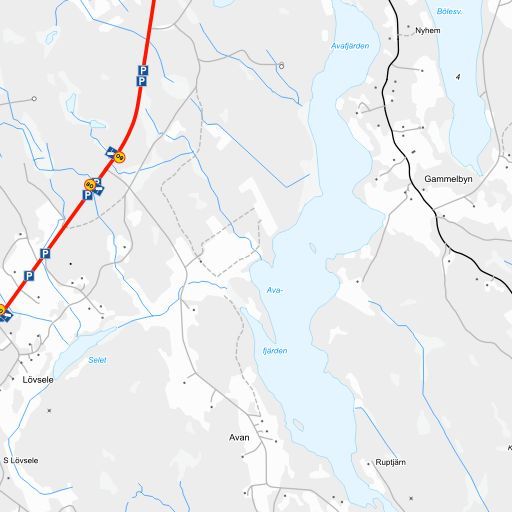 Bölesv.
Nyhem
Avafjärden
4
P
P
Gammelbyn
P
P
P
Ava-
fjärden
Selet
Lövsele
Avan
S Lövsele
Ruptjärn
K